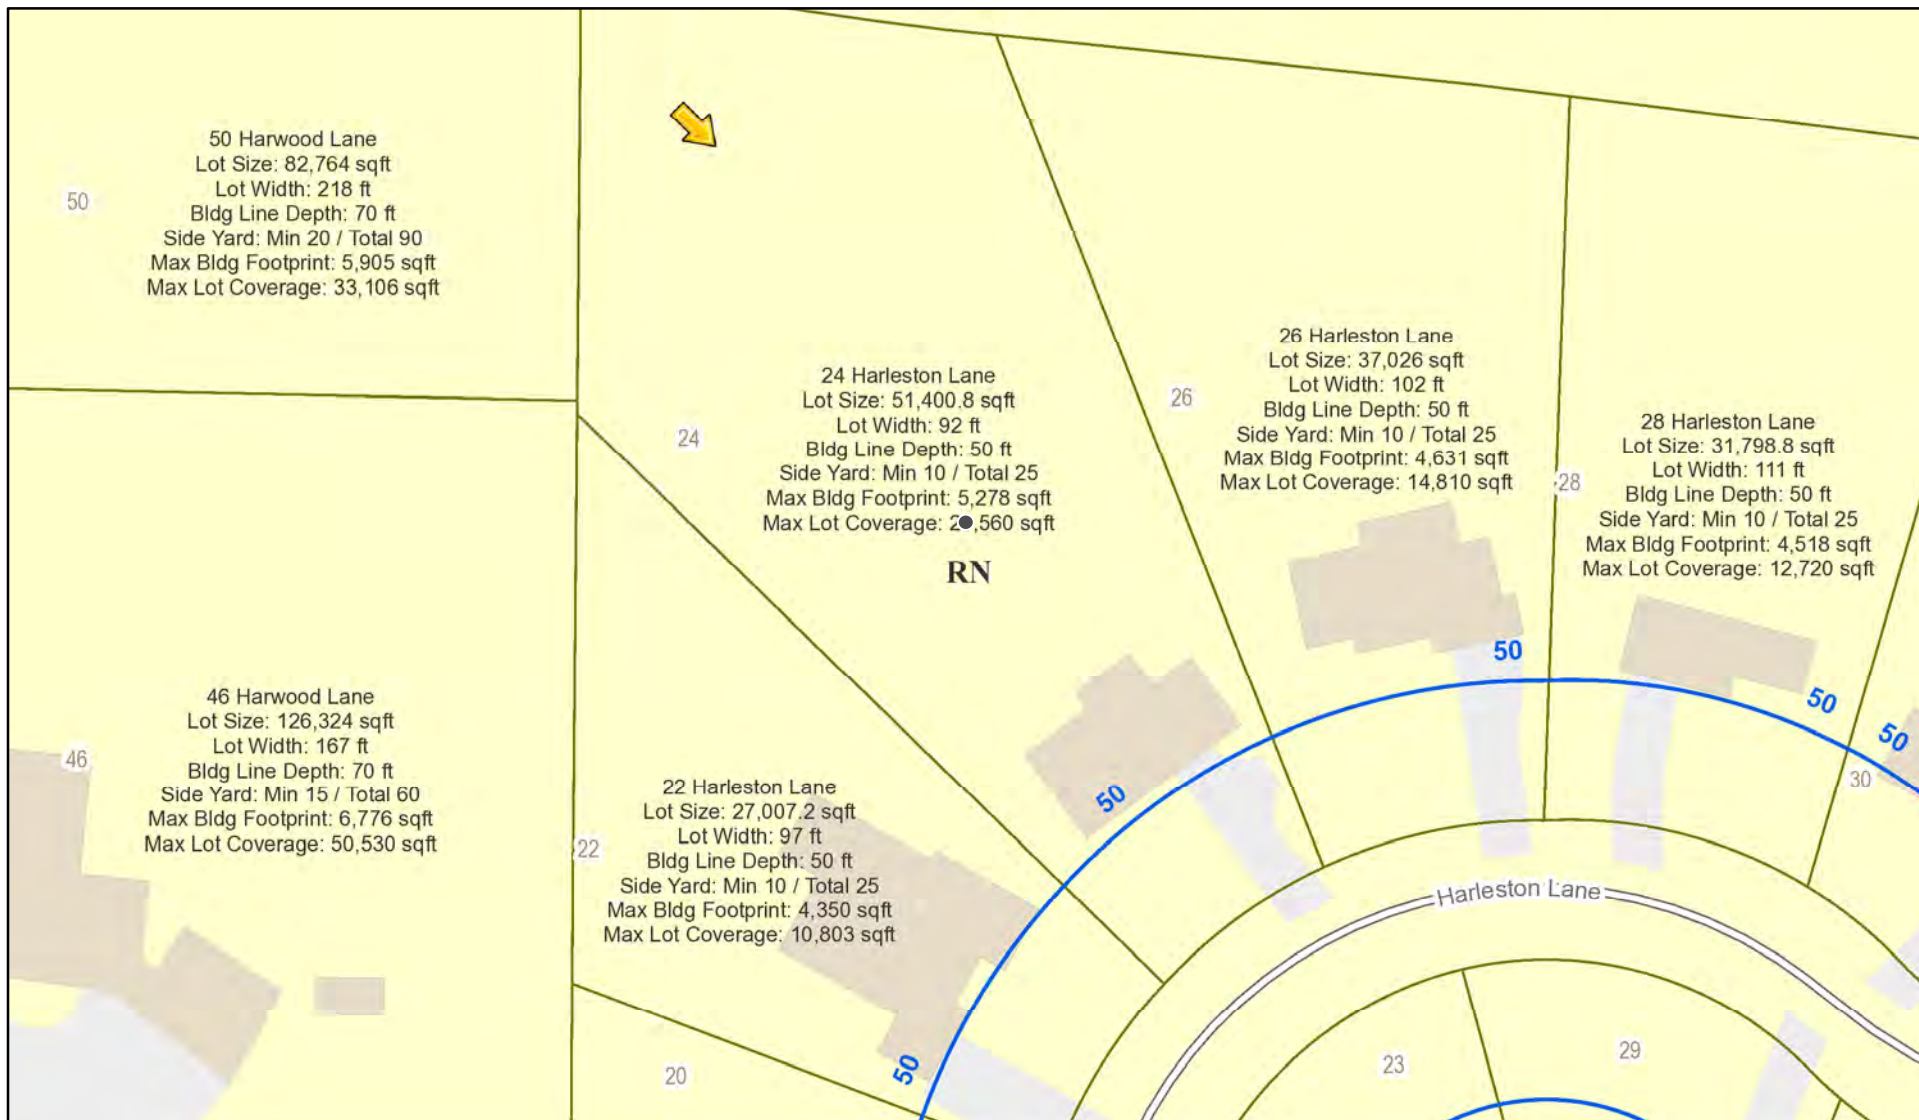 50 Harwood Lane
Lot Size: 82,764 sqft
Lot Width: 218 ft
Bldg Line Depth: 70 ft
Side Yard: Min 20 / Total 90
Max Bldg Footprint: 5,905 sqft
Max Lot Coverage: 33,106 sqft
50
24 Harleston Lane
Lot Size: 51,400.8 sqft
Lot Width: 92 ft
Bldg Line Depth: 50 ft
Side Yard: Min 10 / Total 25
Max Bldg Footprint: 5,278 sqft
Max Lot Coverage: sqft
24
RN
26 Harleston Lane
Lot Size: 37,026 sqft
Lot Width: 102 ft
Bldg Line Depth: 50 ft
Side Yard: Min 10 / Total 25
Max Bldg Footprint: 4,631 sqft
Max Lot Coverage: 14,810 sqft
26
28 Harleston Lane
Lot Size: 31,798.8 sqft
Lot Width: 111 ft
Bldg Line Depth: 50 ft
Side Yard: Min 10 / Total 25
Max Bldg Footprint: 4,518 sqft
Max Lot Coverage: 12,720 sqft
28
50
50
50
30
46 Harwood Lane
Lot Size: 126,324 sqft
Lot Width: 167 ft
Bldg Line Depth: 70 ft
Side Yard: Min 15 / Total 60
Max Bldg Footprint: 6,776 sqft
Max Lot Coverage: 50,530 sqft
46
22 Harleston Lane
Lot Size: 27,007.2 sqft
Lot Width: 97 ft
Bldg Line Depth: 50 ft
Side Yard: Min 10 / Total 25
Max Bldg Footprint: 4,350 sqft
Max Lot Coverage: 10,803 sqft
22
50
Harleston Lane
20
50
23
29